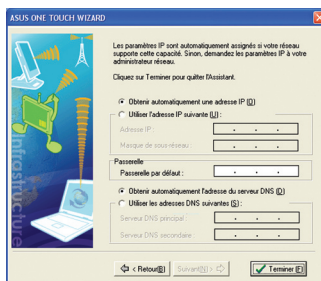 ASUS ONE TOUCH WIZARD
Les paramètres IP sont automatiquement assignés si votre réseau
supporte cette capacité. Sinon, demandez les paramètres IP à votre
administrateur réseau.
Cliquez sur Terminer pour quitter l'Assistant.
Obtenir automatiquement une adresse IP (O)
Utiliser l'adresse IP suivante (U) :
Adresse IP :
Masque de sous-réseau :
Passerelle
Passerelle par défaut :
Obtenir automatiquement l'adresse du serveur DNS (D)
Utiliser les adresses DNS suivantes (S) :
Serveur DNS principal :
Serveur DNS secondaire :
< Retour(B)
Suivant(N) >
Terminer (F)
Infrastructure